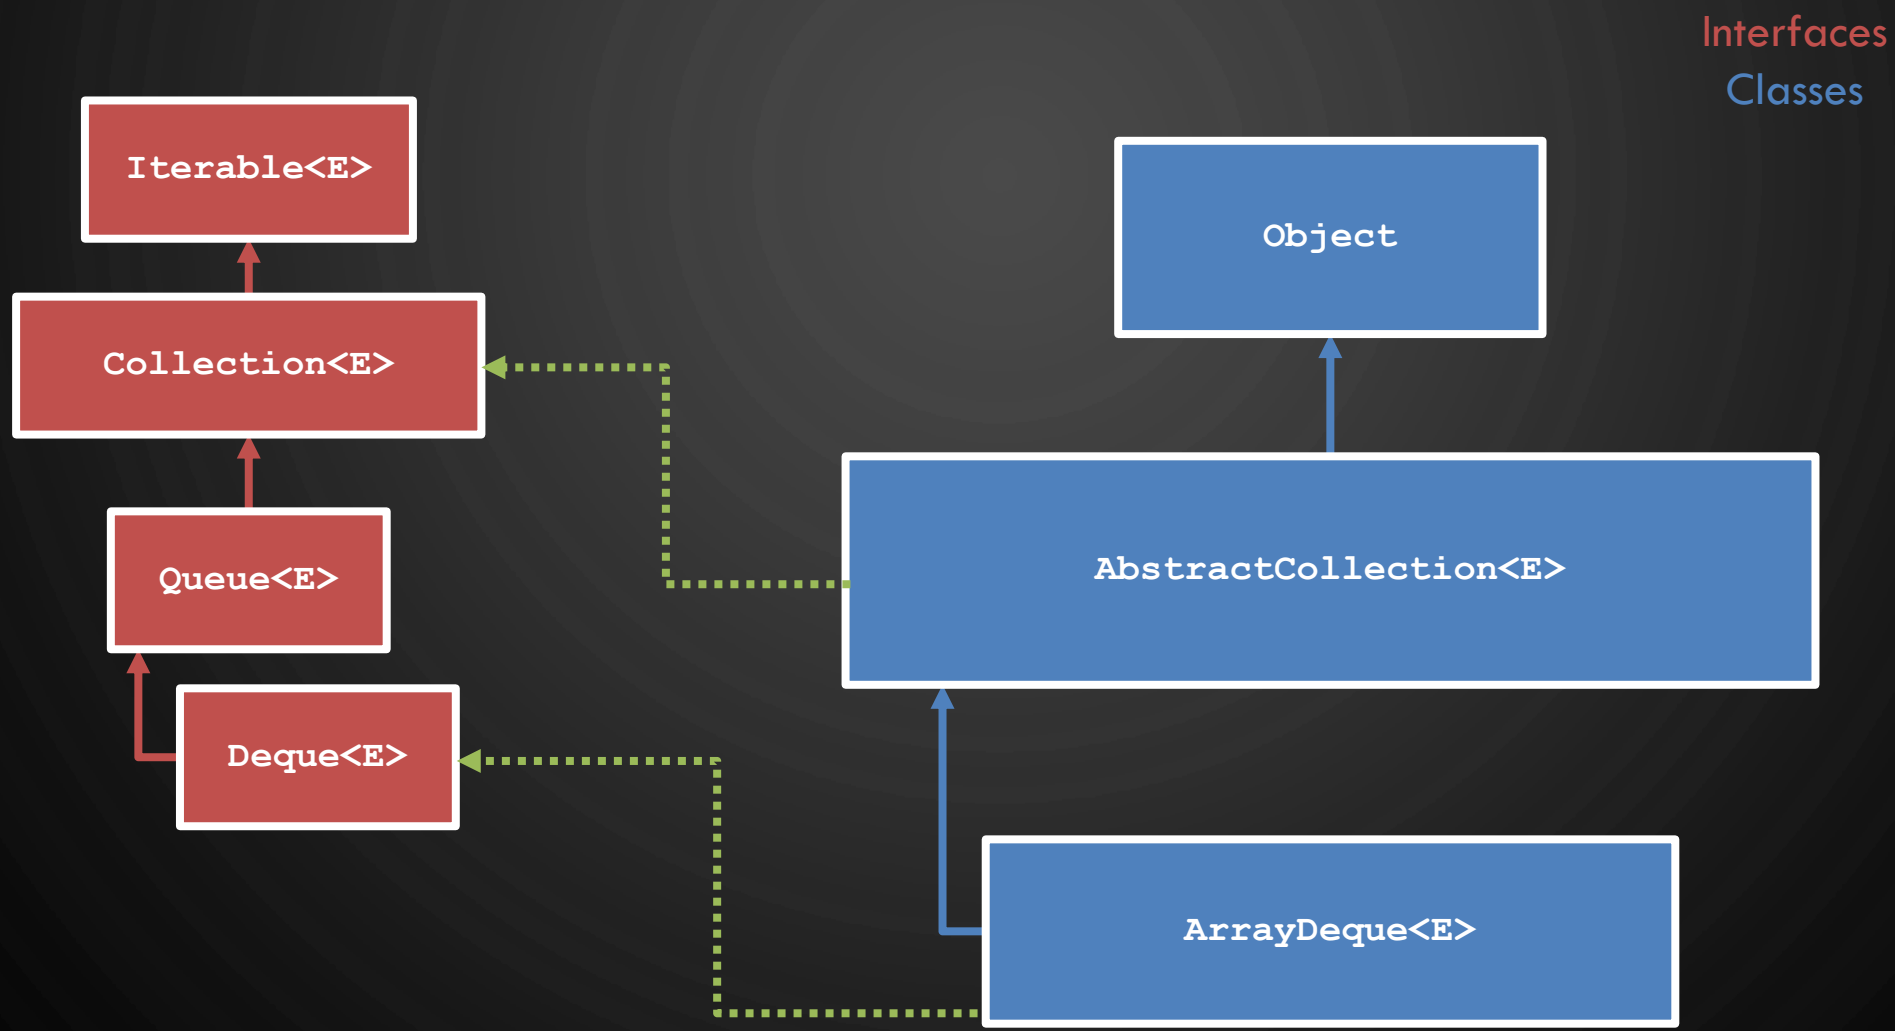 Interfaces
Classes
Iterable<E>
Object
Collection<E>
AbstractCollection<E>
Queue<E>
Deque<E>
ArrayDeque<E>